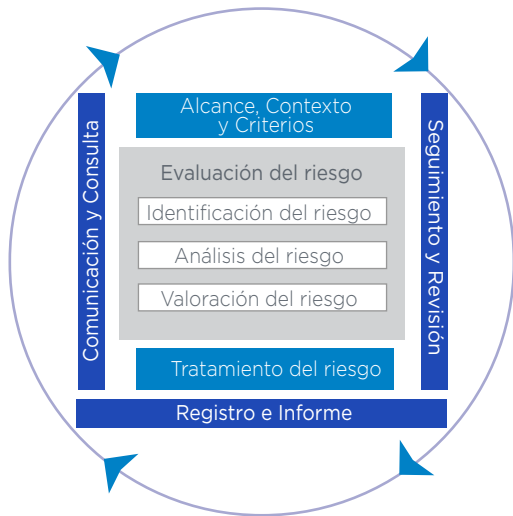 Alcance, Contexto
y Criterios
Comunicación y Consulta
Seguimiento y Revisión
Evaluación del riesgo
Identificación del riesgo
Análisis del riesgo
Valoración del riesgo
Tratamiento del riesgo
Registro e Informe